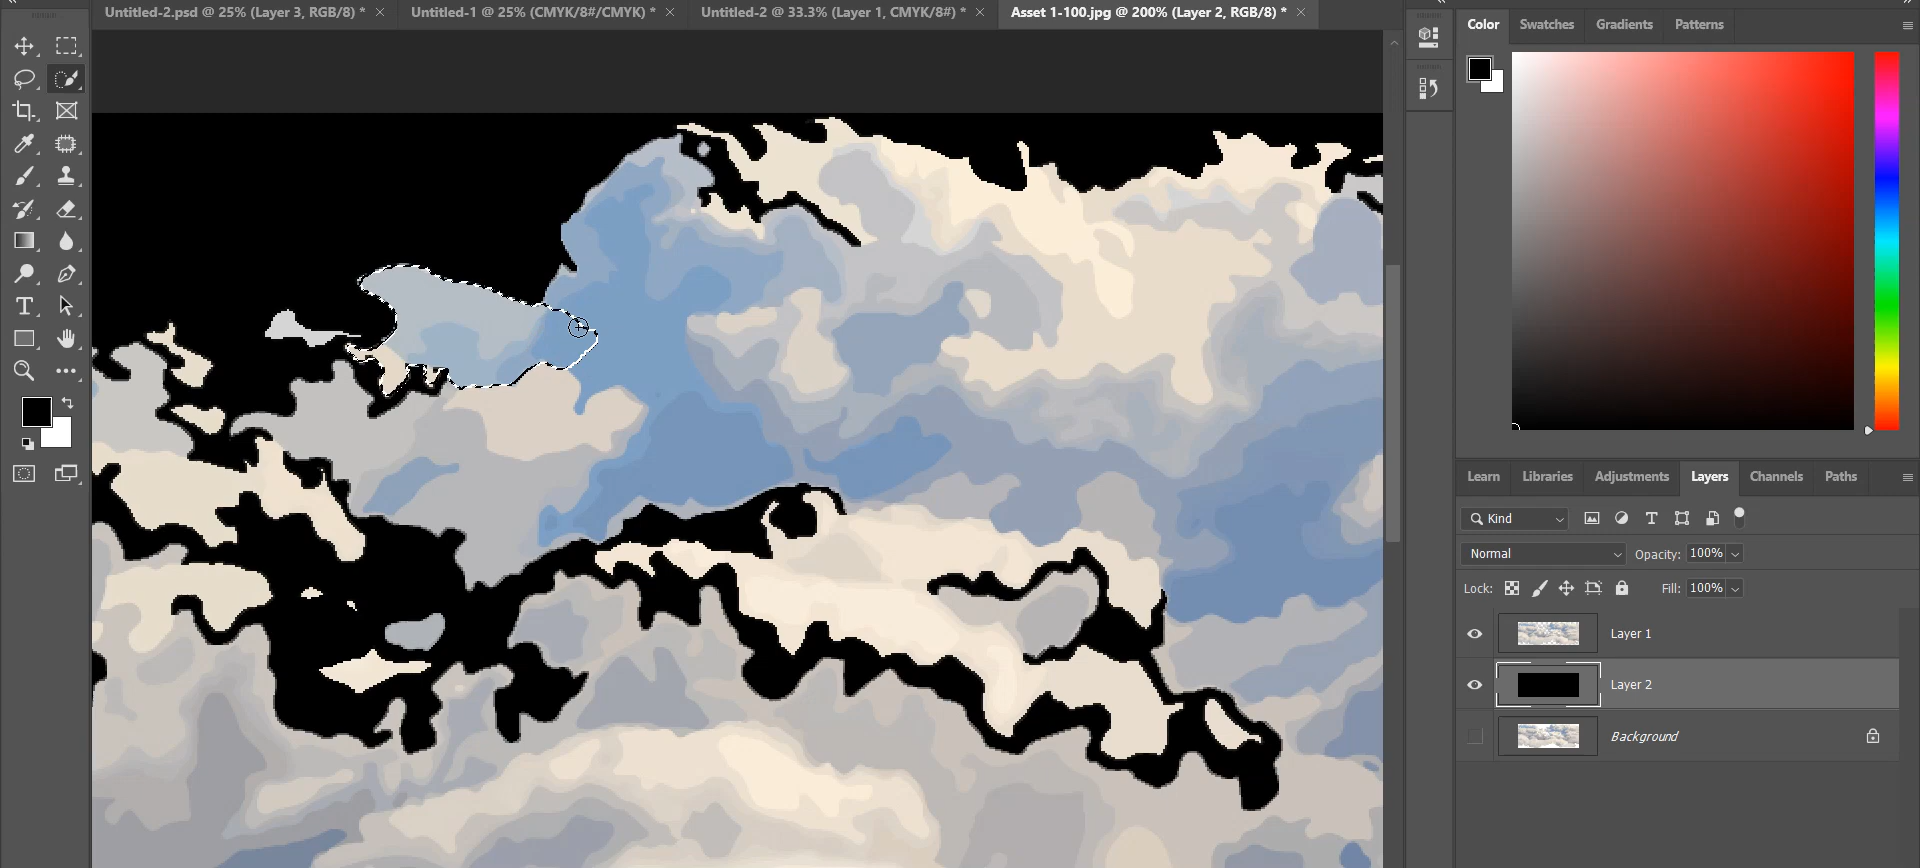 Untitled-2.psd @ 25% (Layer 3, RGB/8) *
Untitled-1 @ 25% (CMYK/8#/CMYK) *
Untitled-2 @ 33.3% (Layer 1, CMYK/8#) *
Asset 1-100.jpg @ 200% (Layer 2, RGB/8) *
Color
Swatches
Gradients
Patterns
Learn
Libraries
Adjustments
Layers
Channels
Paths
Kind
Normal
Opacity: 100%
Lock:
Fill: 100%
Layer 1
Layer 2
Background